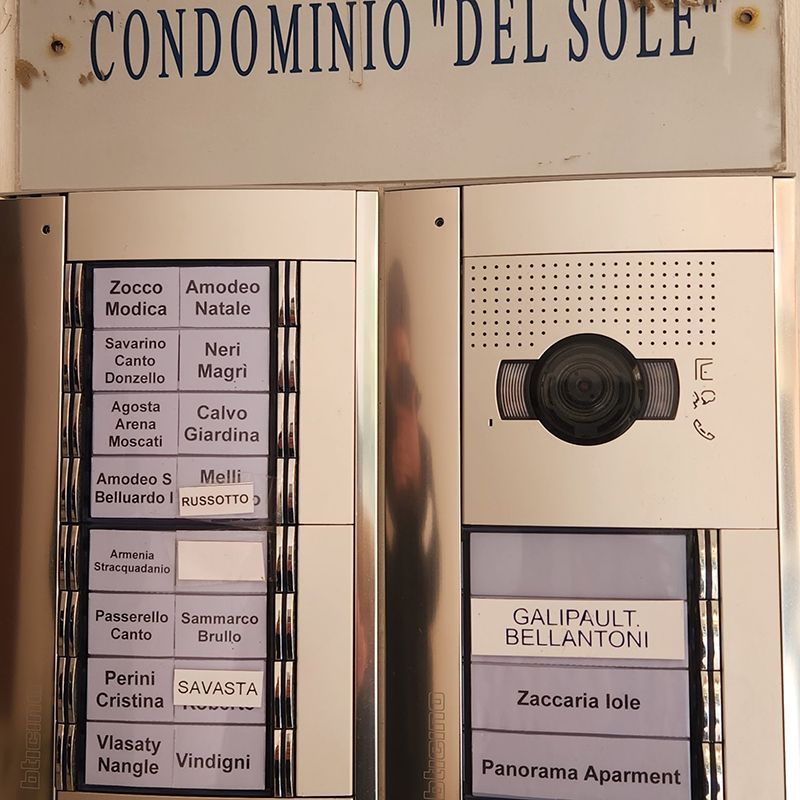 CONDOMINIO "DEL SOLE"
Zocco
Modica
Amodeo
Natale
Savarino
Canto
Donzello
Neri
Magrì
Agosta
Arena
Moscati
Calvo
Giardina
Amodeo S
Belluardo I
Melli
RUSSOTTO
Armenia
Stracquadanio
Passerello
Canto
Sammarco
Brullo
Perini
Cristina
SAVASTA
Roberto
Vlasaty
Nangle
Vindigni
bticino
GALIPAULT.
BELLANTONI
Zaccaria Iole
Panorama Aparment
bticino